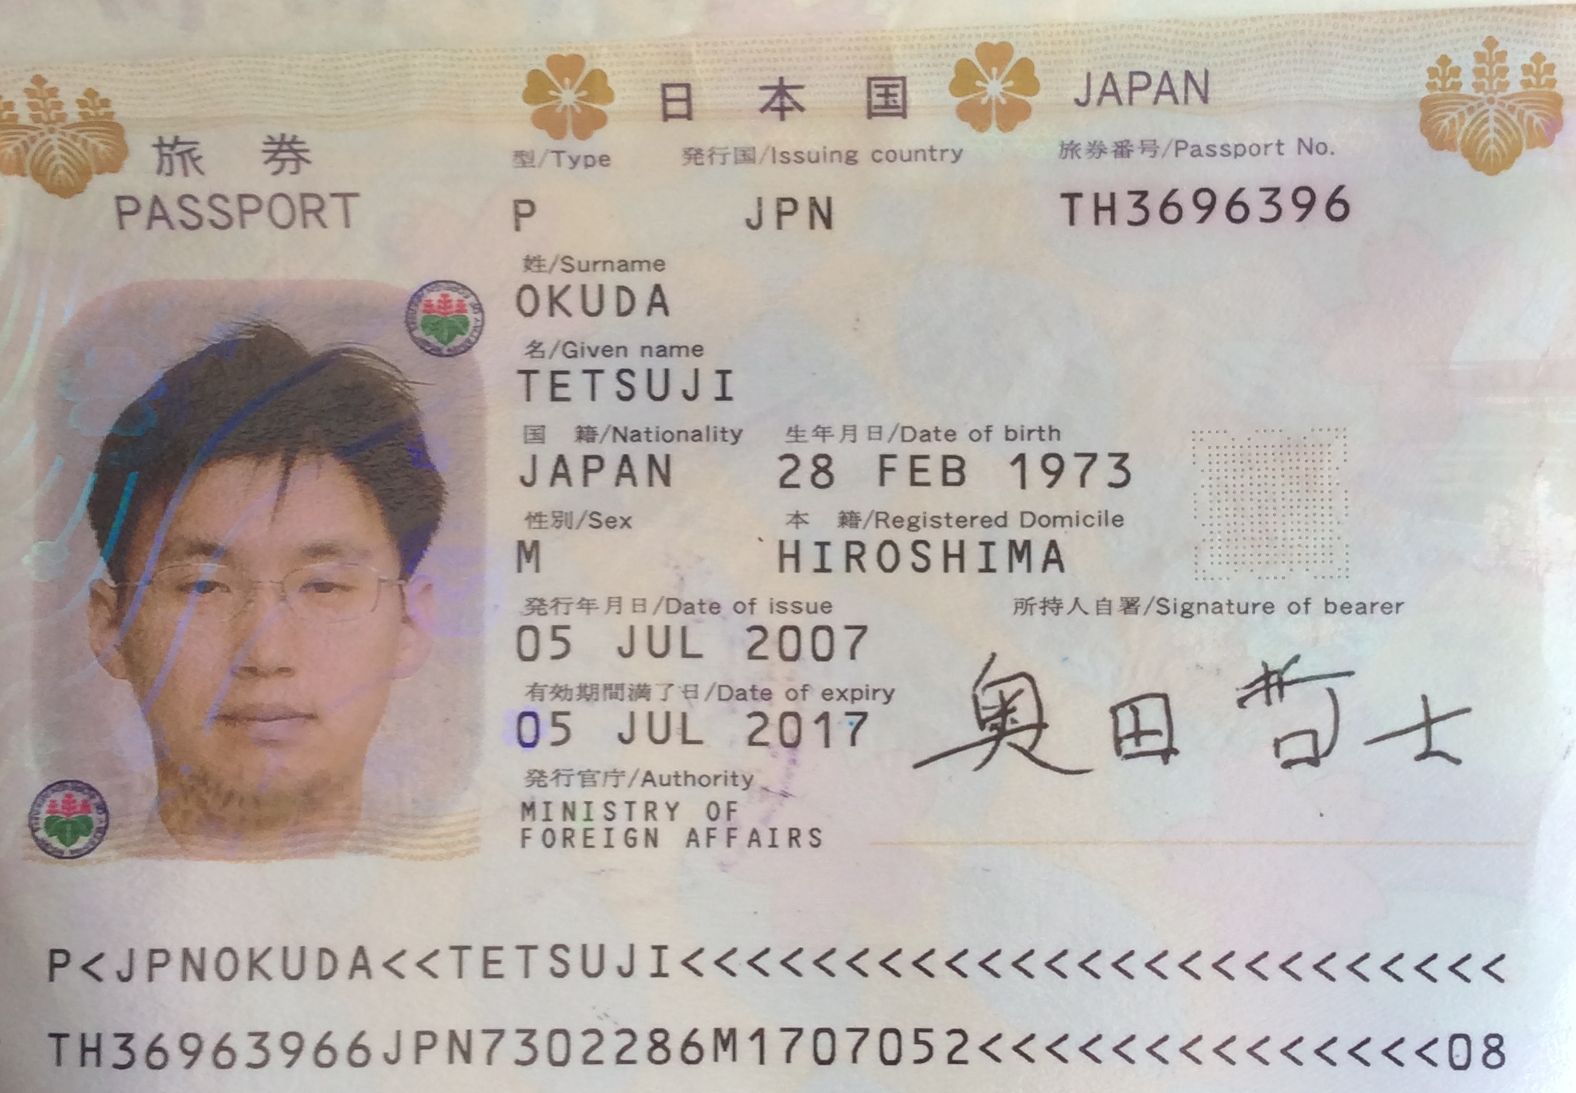 旅券
PASSPORT
日本国 JAPAN
型/Type 発行国/Issuing country 旅券番号/Passport No.
P JPN TH3696396
姓/Surname
OKUDA
名/Given name
TETSUJI
国 籍/Nationality 生年月日/Date of birth
JAPAN 28 FEB 1973
性別/Sex 本 籍/Registered Domicile
M HIROSHIMA
発行年月日/Date of issue 所持人自署/Signature of bearer
05 JUL 2007
有効期間満了日/Date of expiry
05 JUL 2017
奥田哲士
発行官庁/Authority
MINISTRY OF
FOREIGN AFFAIRS
P<JPNOKUDA<<TETSUJI<<<<<<<<<<<<<<<<<<<<<<<<<
TH36963966JPN7302286M1707052<<<<<<<<<<<<<<08